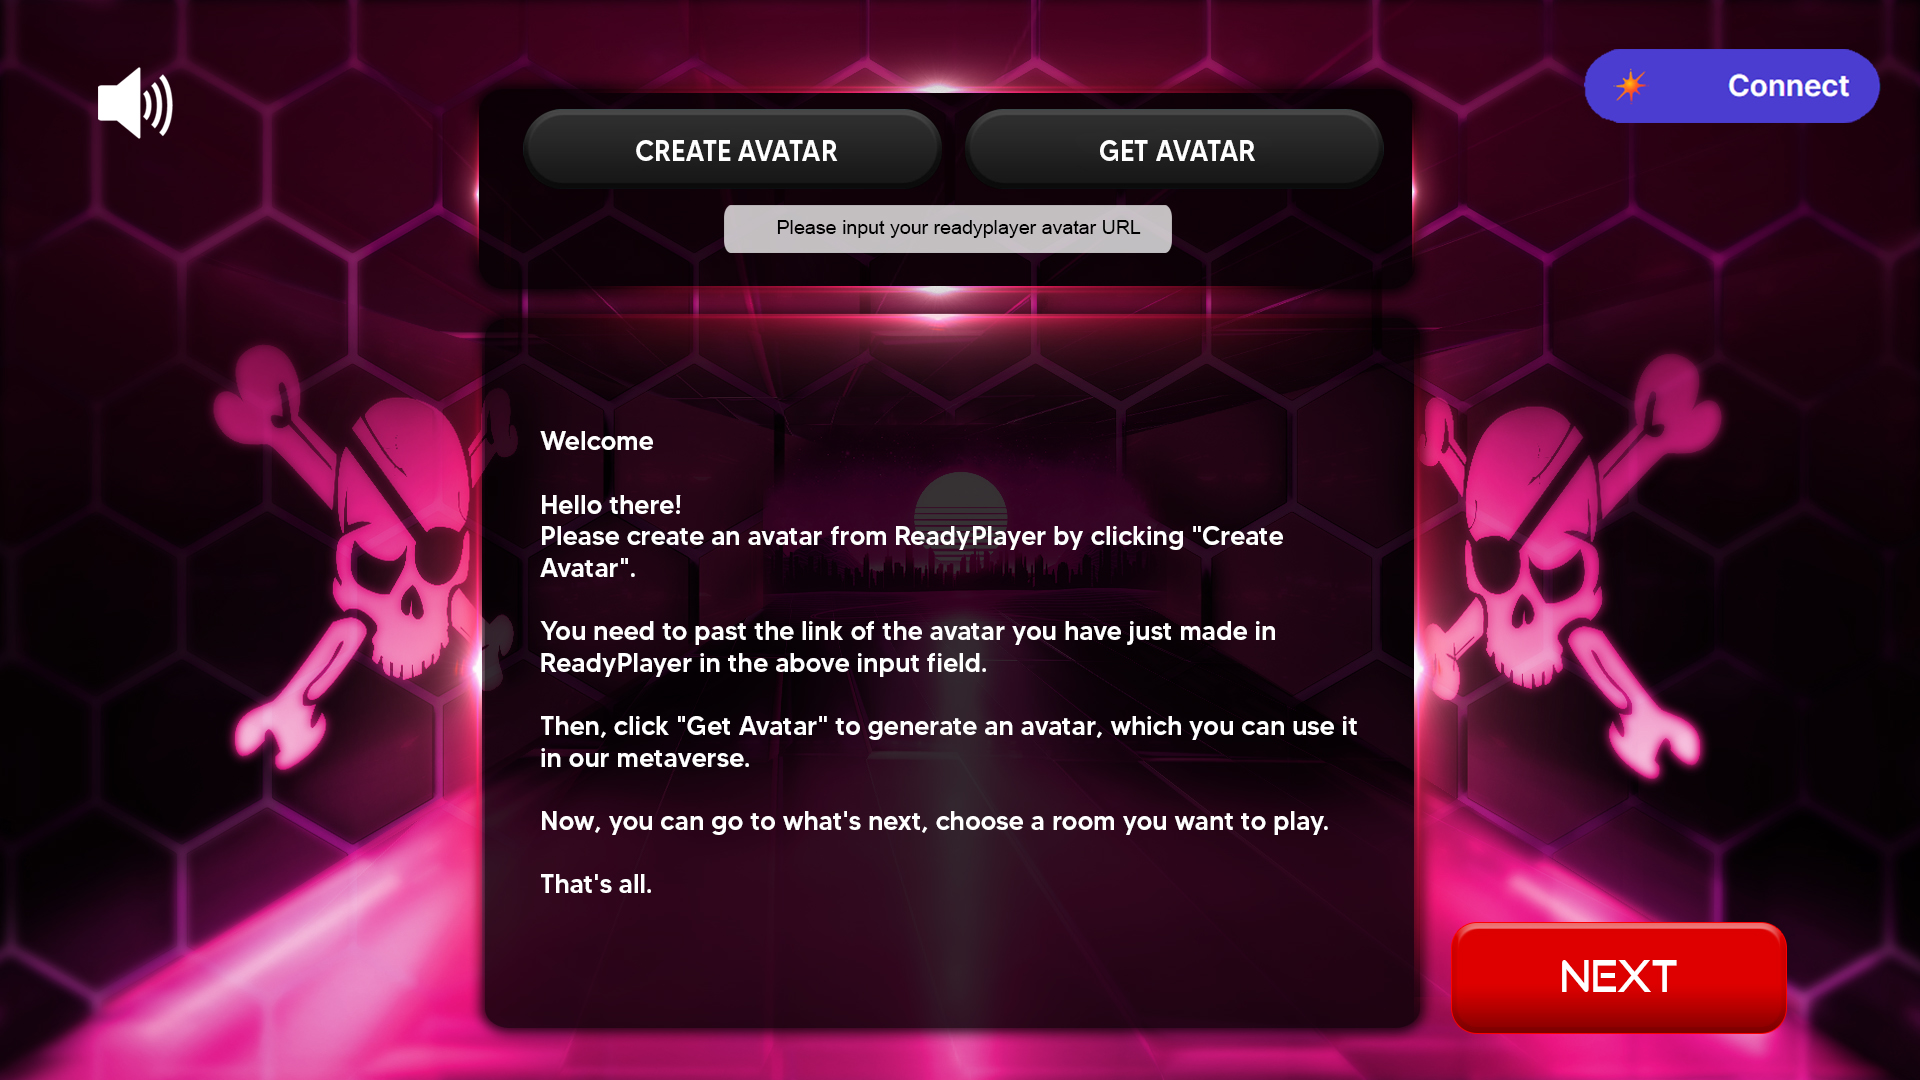 Connect
CREATE AVATAR
GET AVATAR
Please input your readyplayer avatar URL
Welcome
Hello there!
Please create an avatar from ReadyPlayer by clicking "Create
Avatar".
You need to past the link of the avatar you have just made in
ReadyPlayer in the above input field.
Then, click "Get Avatar" to generate an avatar, which you can use it
in our metaverse.
Now, you can go to what's next, choose a room you want to play.
That's all.
NEXT